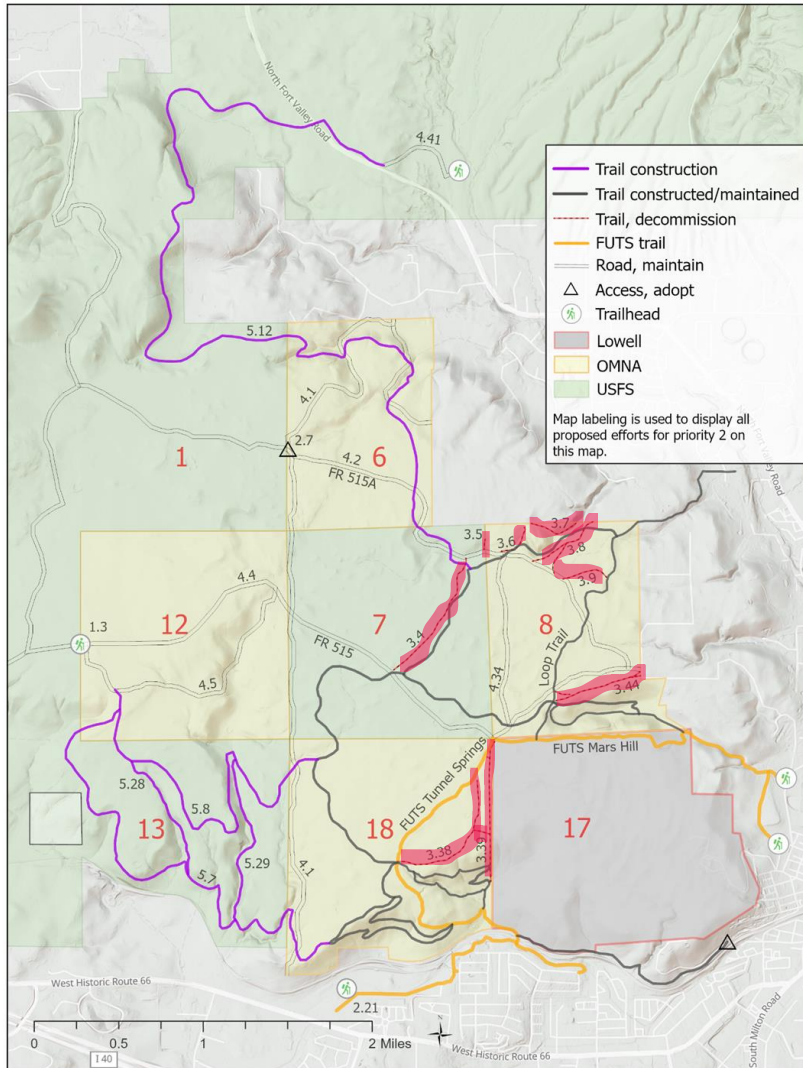 North Fort Valley Road
4.41
Trail construction
Trail constructed/maintained
Trail, decommission
FUTS trail
Road, maintain
Access, adopt
Trailhead
Lowell
OMNA
USFS
Map labeling is used to display all
proposed efforts for priority 2 on
this map.
5.12
4.1
2.7
1
6
4.2
FR 515A
Fort Valley Road
3.7
3.5
3.6
3.8
3.9
4.4
1.3
12
7
3.4
8
FR 515
4.5
4.34
Loop Trail
3.44
FUTS Mars Hill
FUTS Tunnel Springs
5.28
5.8
13
18
17
3.38
3.39
5.7
5.29
4.1
West Historic Route 66
2.21
South Milton Road
0
0.5
1
2 Miles
N
I 40
West Historic Route 66